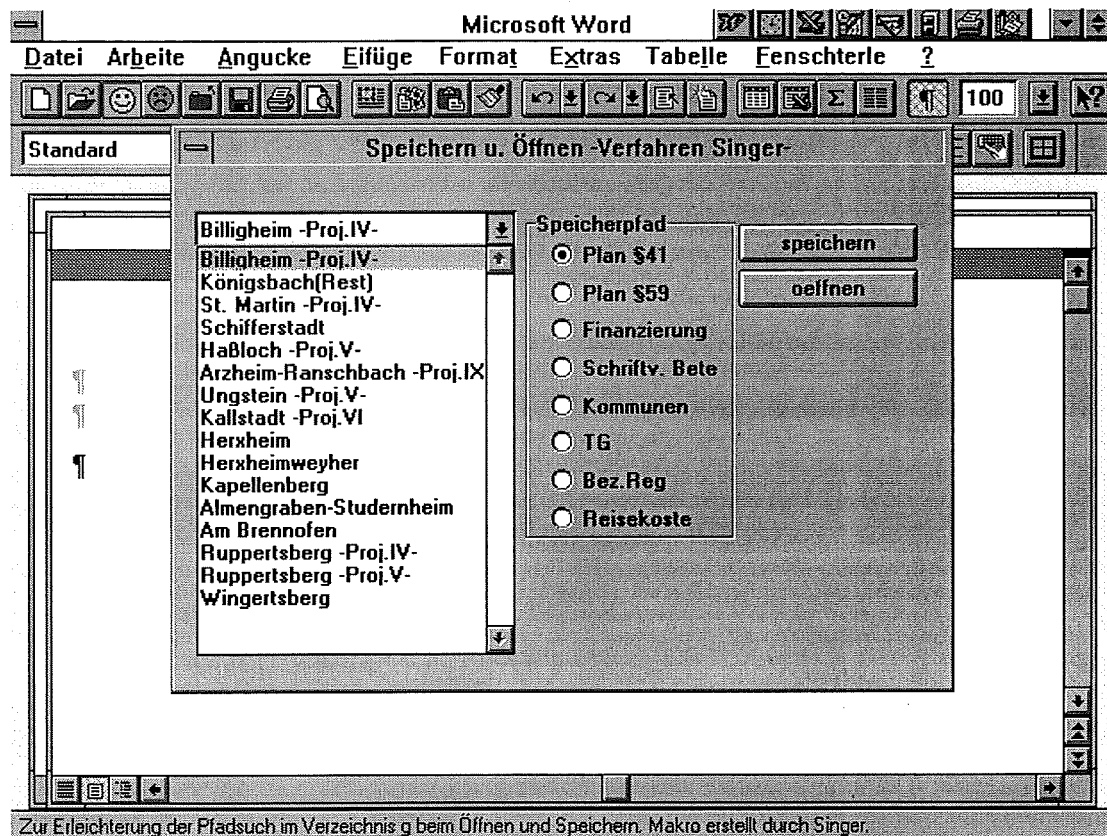 Microsoft Word
Datei Arbeite Angucke Eifüge Format Extras Tabelle Fenschterle ?
100
Standard
Speichern u. Öffnen -Verfahren Singer-
Billigheim -Proj.IV-
Billigheim -Proj.IV-
Königsbach(Rest)
St. Martin -Proj.IV-
Schifferstadt
Haßloch -Proj.V-
Arzheim-Ranschbach -Proj.IX
Ungstein -Proj.V-
Kallstadt -Proj.VI
Herxheim
Herxheimweyher
Kapellenberg
Almengraben-Studernheim
Am Brennofen
Ruppertsberg -Proj.IV-
Ruppertsberg -Proj.V-
Wingertsberg
Speicherpfad
Plan §41
Plan §59
Finanzierung
Schriftv. Bete
Kommunen
TG
Bez.Reg
Reisekoste
speichern
oeffnen
¶
¶
¶
Zur Erleichterung der Pfadsuch im Verzeichnis g beim Öffnen und Speichern. Makro erstellt durch Singer.